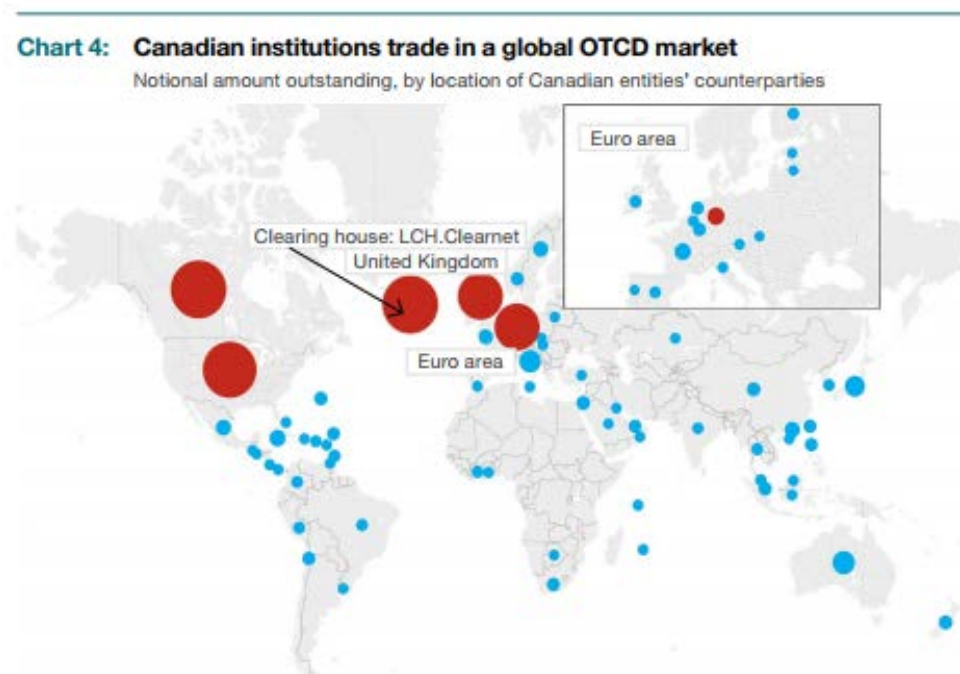 Chart 4: Canadian institutions trade in a global OTCD market
Notional amount outstanding, by location of Canadian entities' counterparties
Euro area
Clearing house: LCH.Clearnet
United Kingdom
Euro area